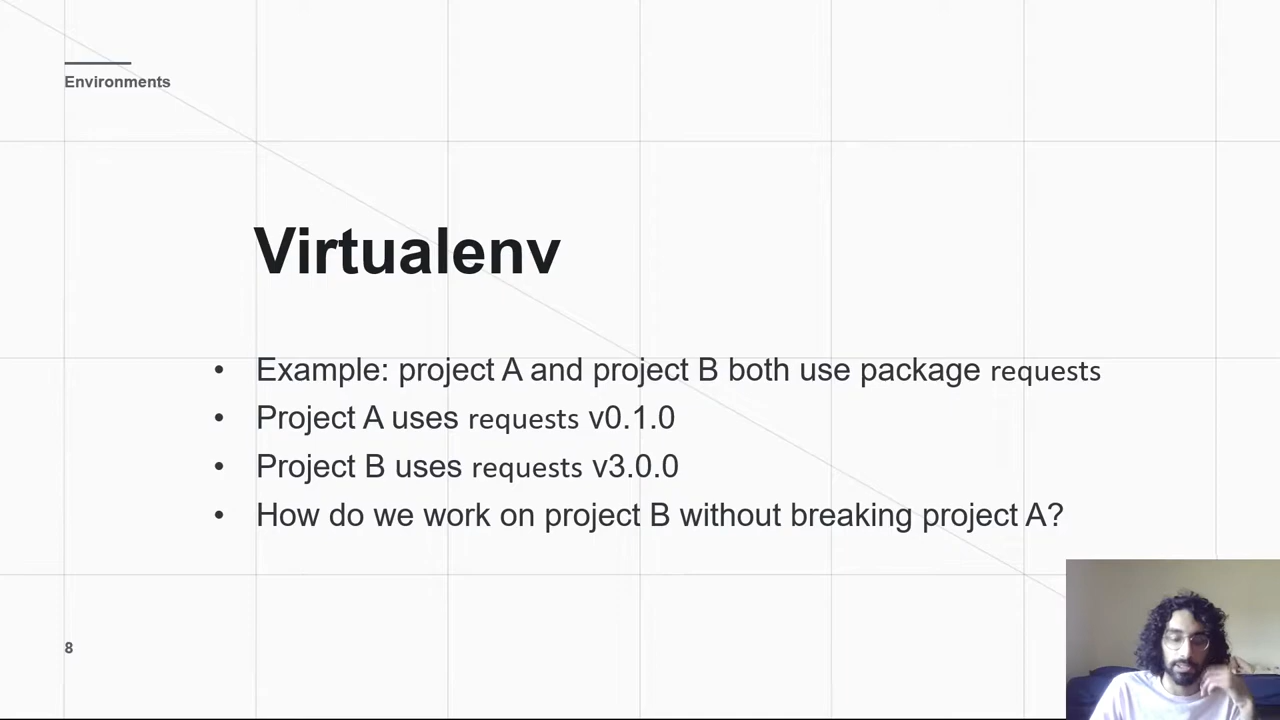 Environments
Virtualenv
• Example: project A and project B both use package requests
• Project A uses requests v0.1.0
• Project B uses requests v3.0.0
• How do we work on project B without breaking project A?
8